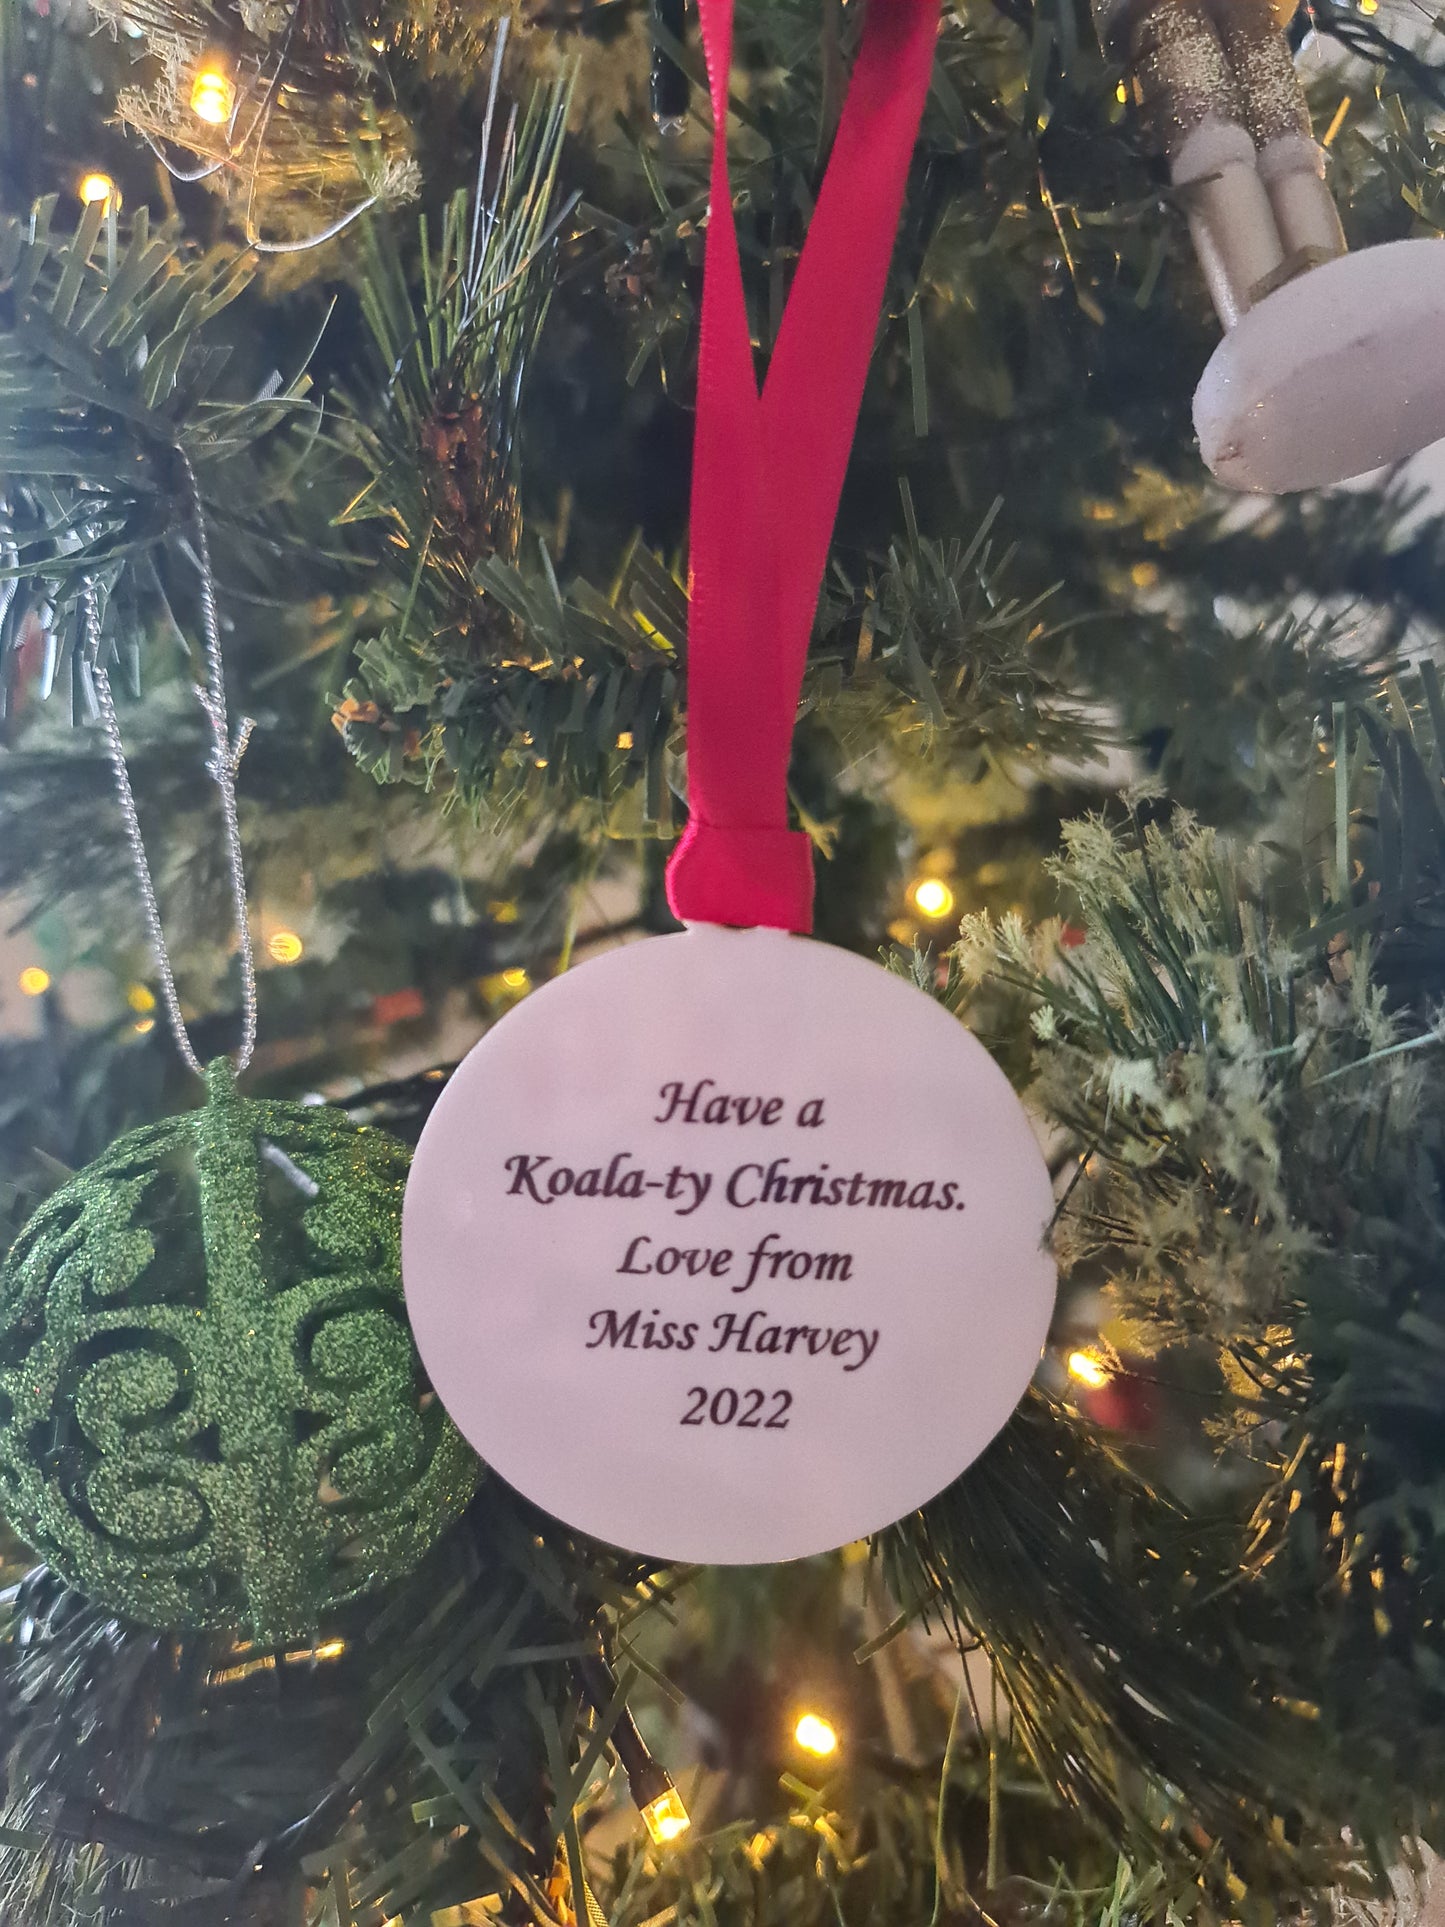 Have a
Koala-ty Christmas.
Love from
Miss Harvey
2022